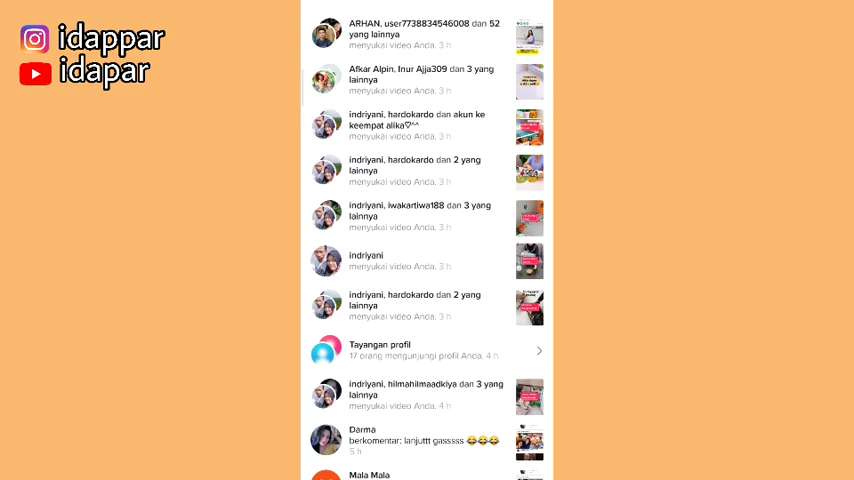 idappar
idapar
ARHAN, user7738834546008 dan 52
yang lainnya
menyukai video Anda. 3 h
Afkar Alpin, Inur Ajja309 dan 3 yang
lainnya
menyukai video Anda. 3 h
indriyani, hardokardo dan akun ke
keempat alika♡^^
menyukai video Anda. 3 h
indriyani, hardokardo dan 2 yang
lainnya
menyukai video Anda. 3 h
indriyani, iwakartiwa188 dan 3 yang
lainnya
menyukai video Anda. 3 h
indriyani
menyukai video Anda. 3 h
indriyani, hardokardo dan 2 yang
lainnya
menyukai video Anda. 3 h
Tayangan profil
17 orang mengunjungi profil Anda. 4 h
indriyani, hilmahilmaadkiya dan 3 yang
lainnya
menyukai video Anda. 4 h
Darma
berkomentar: lanjuttt gasssss 😂😂😂
5 h
Mala Mala